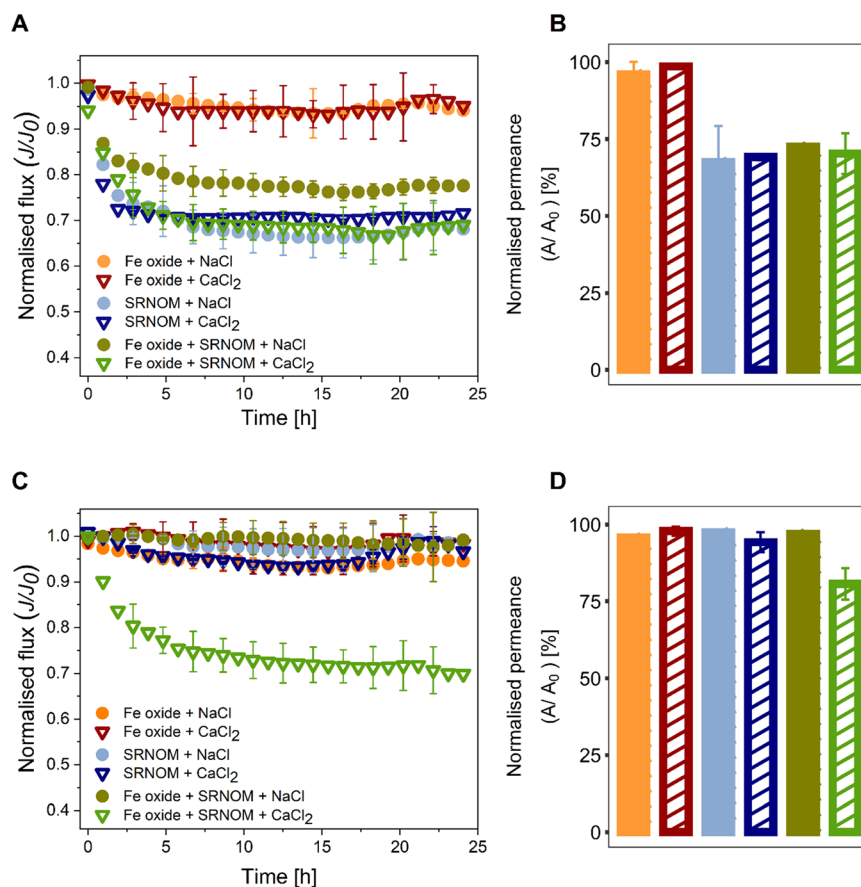 A
Normalised flux (J/J0)
1.0
0.9
0.8
0.7
0.6
0.5
0.4
Fe oxide + NaCl
Fe oxide + CaCl2
SRNOM + NaCl
SRNOM + CaCl2
Fe oxide + SRNOM + NaCl
Fe oxide + SRNOM + CaCl2
0 5 10 15 20 25
Time [h]
B
Normalised permeance
(A/ A0 ) [%]
100
75
50
25
0
C
Normalised flux (J/J0)
1.0
0.9
0.8
0.7
0.6
0.5
0.4
Fe oxide + NaCl
Fe oxide + CaCl2
SRNOM + NaCl
SRNOM + CaCl2
Fe oxide + SRNOM + NaCl
Fe oxide + SRNOM + CaCl2
0 5 10 15 20 25
Time [h]
D
Normalised permeance
(A/ A0 ) [%]
100
75
50
25
0